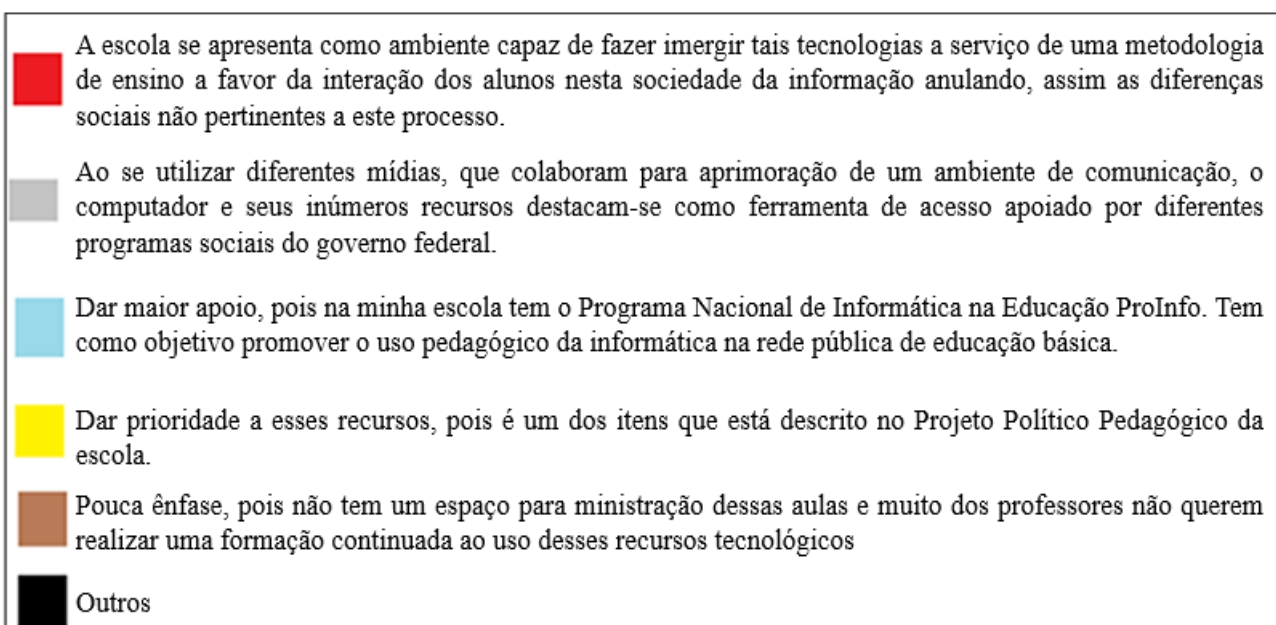 A escola se apresenta como ambiente capaz de fazer imergir tais tecnologias a serviço de uma metodologia
de ensino a favor da interação dos alunos nesta sociedade da informação anulando, assim as diferenças
sociais não pertinentes a este processo.
Ao se utilizar diferentes mídias, que colaboram para aprimoração de um ambiente de comunicação, o
computador e seus inúmeros recursos destacam-se como ferramenta de acesso apoiado por diferentes
programas sociais do governo federal.
Dar maior apoio, pois na minha escola tem o Programa Nacional de Informática na Educação ProInfo. Tem
como objetivo promover o uso pedagógico da informática na rede pública de educação básica.
Dar prioridade a esses recursos, pois é um dos itens que está descrito no Projeto Político Pedagógico da
escola.
Pouca ênfase, pois não tem um espaço para ministração dessas aulas e muito dos professores não querem
realizar uma formação continuada ao uso desses recursos tecnológicos
Outros